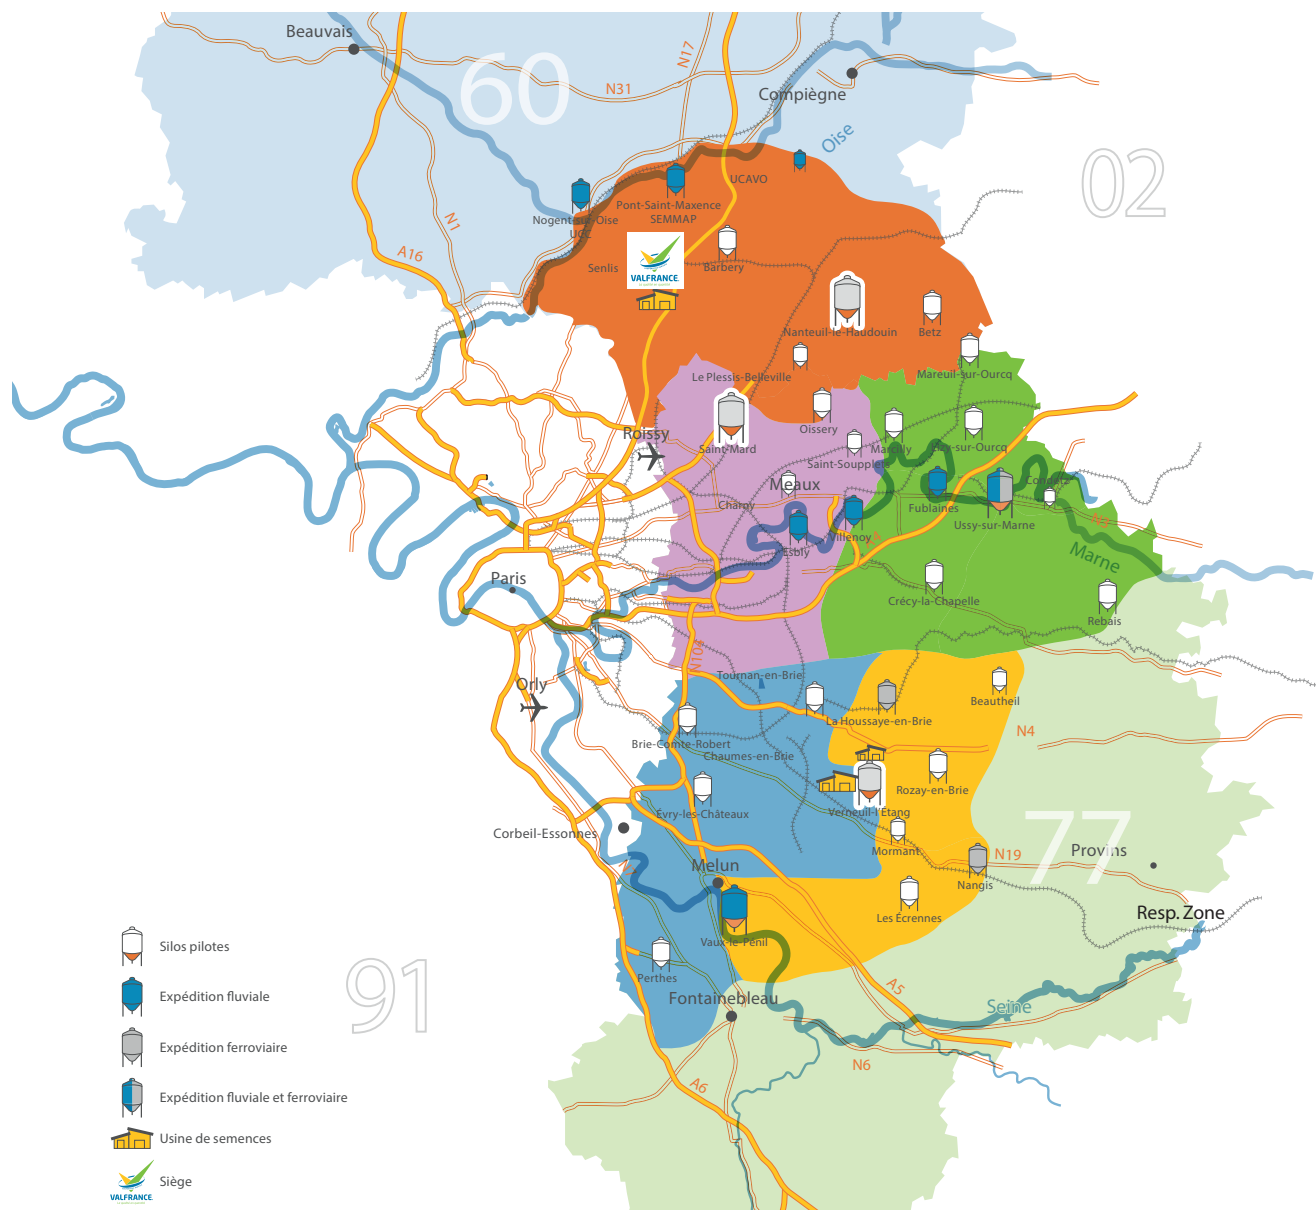 Beauvais
60
N17
N31
Compiègne
Oise
02
UCAVO
Pont-Saint-Maxence
SEMMAP
Nogent-sur-Oise
UCC
N1
A16
Senlis
VALFRANCE
Barbery
Nanteuil-le-Haudouin
Betz
Le Plessis-Belleville
Mareuil-sur-Ourcq
Oissery
Roissy
Saint-Mard
Marcilly
Lizy-sur-Ourcq
Saint-Soupplets
Meaux
Charny
Fublaines
Ussy-sur-Marne
N3
Villenoy
Esbly
A4
Marne
Paris
Crécy-la-Chapelle
Rebais
N104
Tournan-en-Brie
Orly
Beautheil
La Houssaye-en-Brie
N4
Brie-Comte-Robert
Chaumes-en-Brie
Rozay-en-Brie
Évry-les-Châteaux
Verneuil-l'Étang
77
Corbeil-Essonnes
Mormant
N19
Provins
Melun
Nangis
Les Écrennes
Resp. Zone
Vaux-le-Pénil
Perthes
Fontainebleau
A5
Seine
N6
A6
91
Silos pilotes
Expédition fluviale
Expédition ferroviaire
Expédition fluviale et ferroviaire
Usine de semences
Siège
VALFRANCE